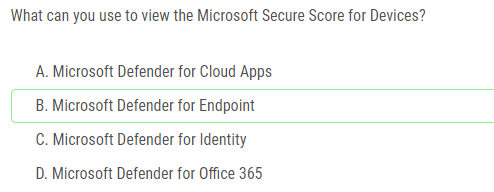 What can you use to view the Microsoft Secure Score for Devices?
A. Microsoft Defender for Cloud Apps
B. Microsoft Defender for Endpoint
C. Microsoft Defender for Identity
D. Microsoft Defender for Office 365